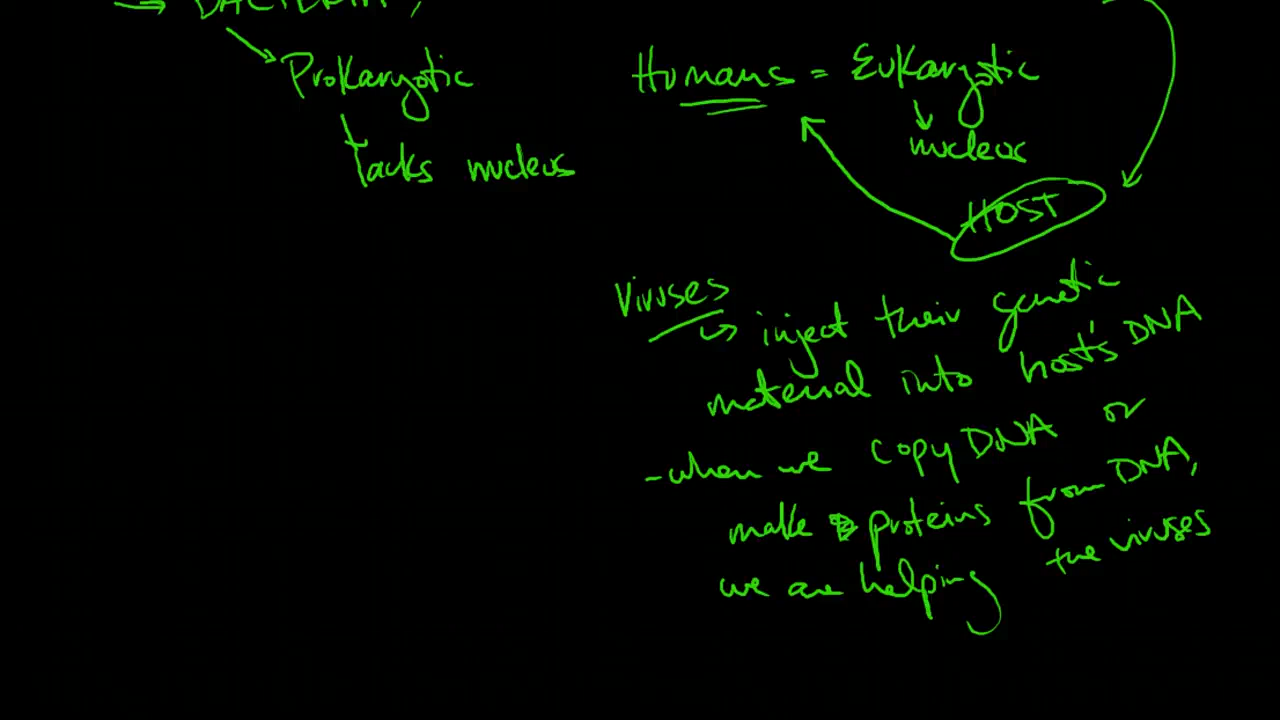 BACTERIA,
Prokaryotic
lacks nucleus
Humans = Eukaryotic
nucleus
HOST
Viruses
inject their genetic
material into host's DNA
-when we copy DNA or
make proteins from DNA,
we are helping the viruses